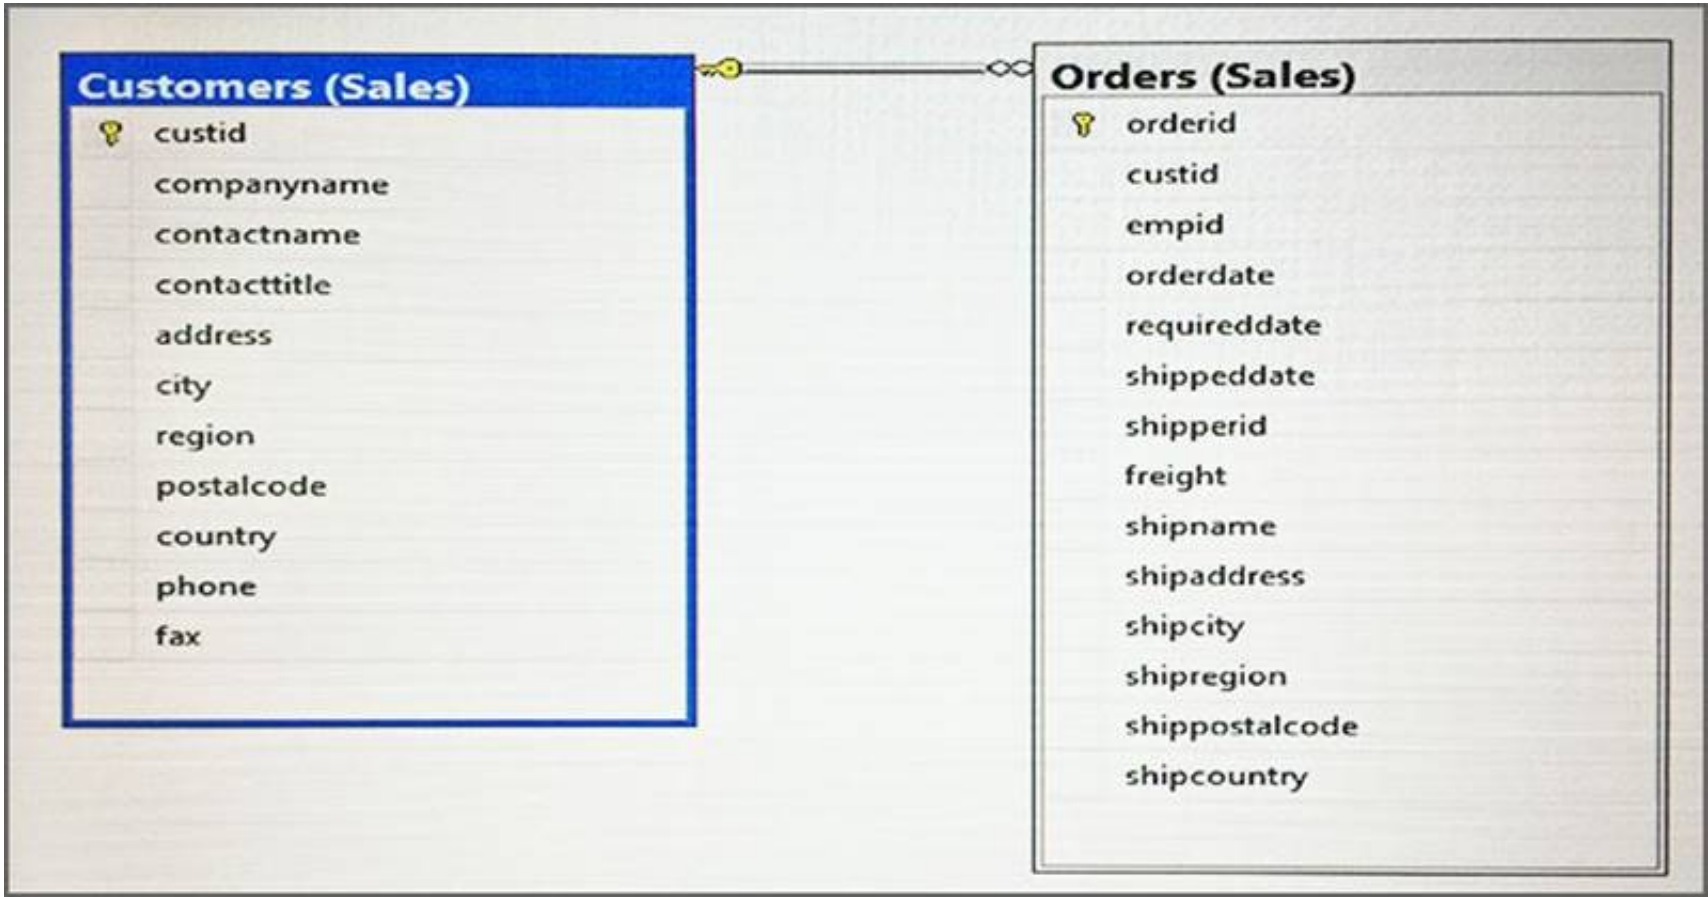 Customers (Sales)
custid
companyname
contactname
contacttitle
address
city
region
postalcode
country
phone
fax
Orders (Sales)
orderid
custid
empid
orderdate
requireddate
shippeddate
shipperid
freight
shipname
shipaddress
shipcity
shipregion
shippostalcode
shipcountry